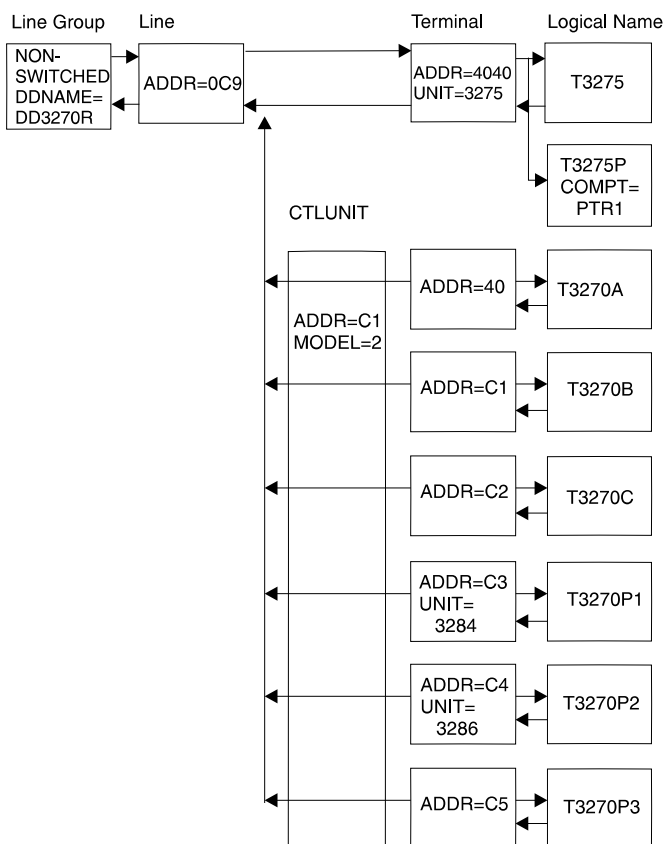 Line Group
Line
Terminal
Logical Name
NON-
SWITCHED
DDNAME=
DD3270R
ADDR=0C9
ADDR=4040
UNIT=3275
T3275
T3275P
COMPT=
PTR1
CTLUNIT
ADDR=C1
MODEL=2
ADDR=40
T3270A
ADDR=C1
T3270B
ADDR=C2
T3270C
ADDR=C3
UNIT=
3284
T3270P1
ADDR=C4
UNIT=
3286
T3270P2
ADDR=C5
T3270P3